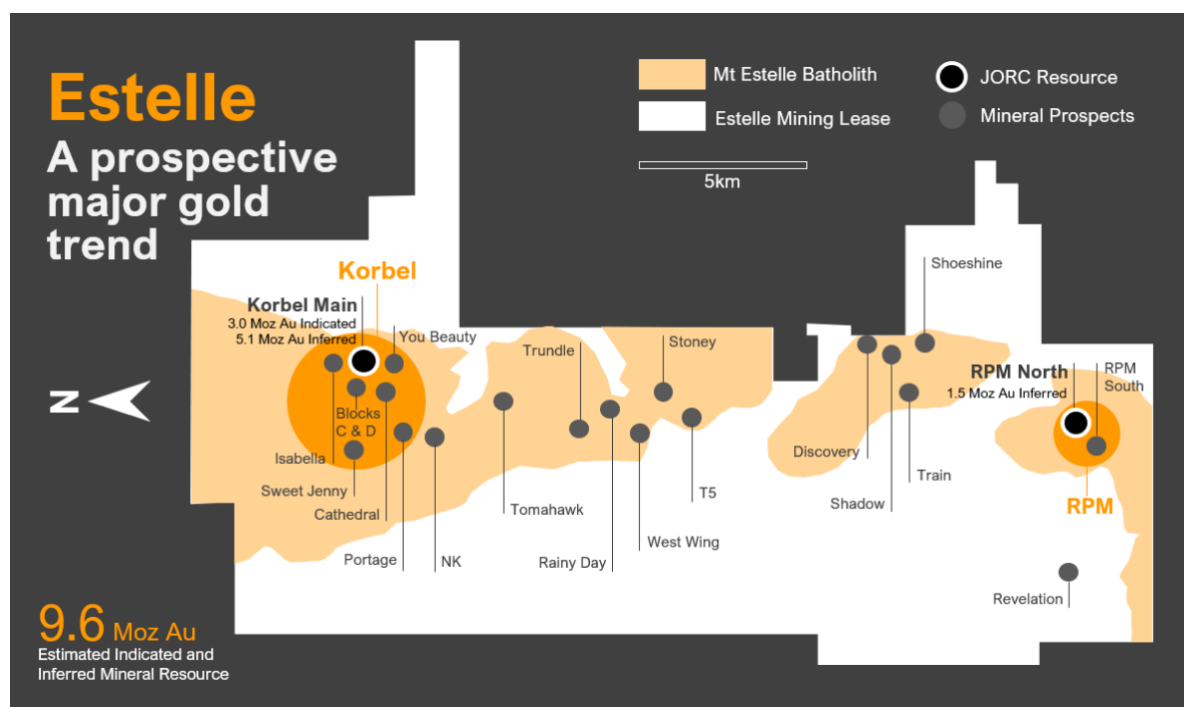 Estelle
A prospective
major gold
trend
Mt Estelle Batholith
Estelle Mining Lease
JORC Resource
Mineral Prospects
5km
N
Korbel
Korbel Main
3.0 Moz Au Indicated
5.1 Moz Au Inferred
You Beauty
Blocks
C & D
Isabella
Sweet Jenny
Cathedral
Portage
NK
Tomahawk
Trundle
Rainy Day
West Wing
Stoney
T5
Shoeshine
Discovery
Shadow
Train
RPM North
1.5 Moz Au Inferred
RPM
South
RPM
Revelation
9.6 Moz Au
Estimated Indicated and
Inferred Mineral Resource